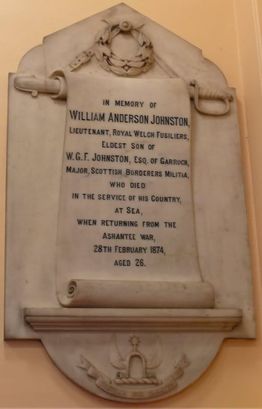 IN MEMORY OF
WILLIAM ANDERSON JOHNSTON,
LIEUTENANT, ROYAL WELCH FUSILIERS,
ELDEST SON OF
W.G.F. JOHNSTON, ESQ. OF GARROCH,
MAJOR, SCOTTISH BORDERERS MILITIA,
WHO DIED
IN THE SERVICE OF HIS COUNTRY,
AT SEA,
WHEN RETURNING FROM THE
ASHANTEE WAR,
28TH FEBRUARY 1874,
AGED 26.